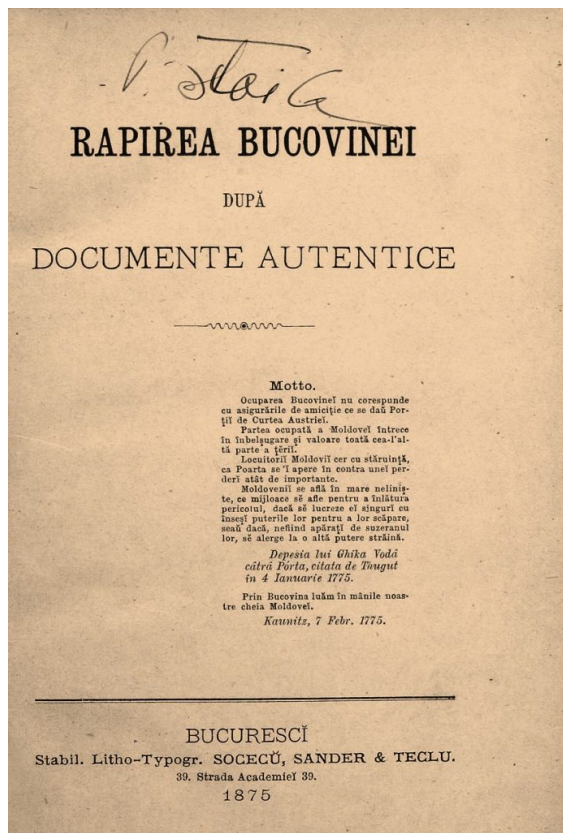 RAPIREA BUCOVINEI
DUPĂ
DOCUMENTE AUTENTICE
Motto.
Ocuparea Bucovineĭ nu corespunde
cu asigurările de amiciție ce se daŭ Por-
țiĭ de Curtea Austrieĭ.
Partea ocupată a Moldoveĭ întrece
în înbelșugare și valoare toată cea-l'al-
tă parte a țĕriĭ.
Locuitoriĭ Moldoviĭ cer cu stăruință,
ca Poarta se 'ĭ apere in contra uneĭ per-
derĭ atât de importante.
Moldoveniĭ se află în mare neliniș-
te, ce mijloace sĕ afle pentru a înlătura
pericolul, dacă sĕ lucreze eĭ singurĭ cu
înseșĭ puterile lor pentru a lor scăpare,
seaŭ dacă, nefiind apărațĭ de suzeranul
lor, sĕ alerge la o altă putere străină.
Depesia lui Ghika Vodă
cătră Pórta, citata de Thugut
in 4 Ianuarie 1775.
Prin Bucovina luăm în mânile noas-
tre cheia Moldoveĭ.
Kaunitz, 7 Febr. 1775.
BUCURESCĬ
Stabil. Litho-Typogr. SOCECŬ, SANDER & TECLU.
39. Strada Academieĭ 39.
1875